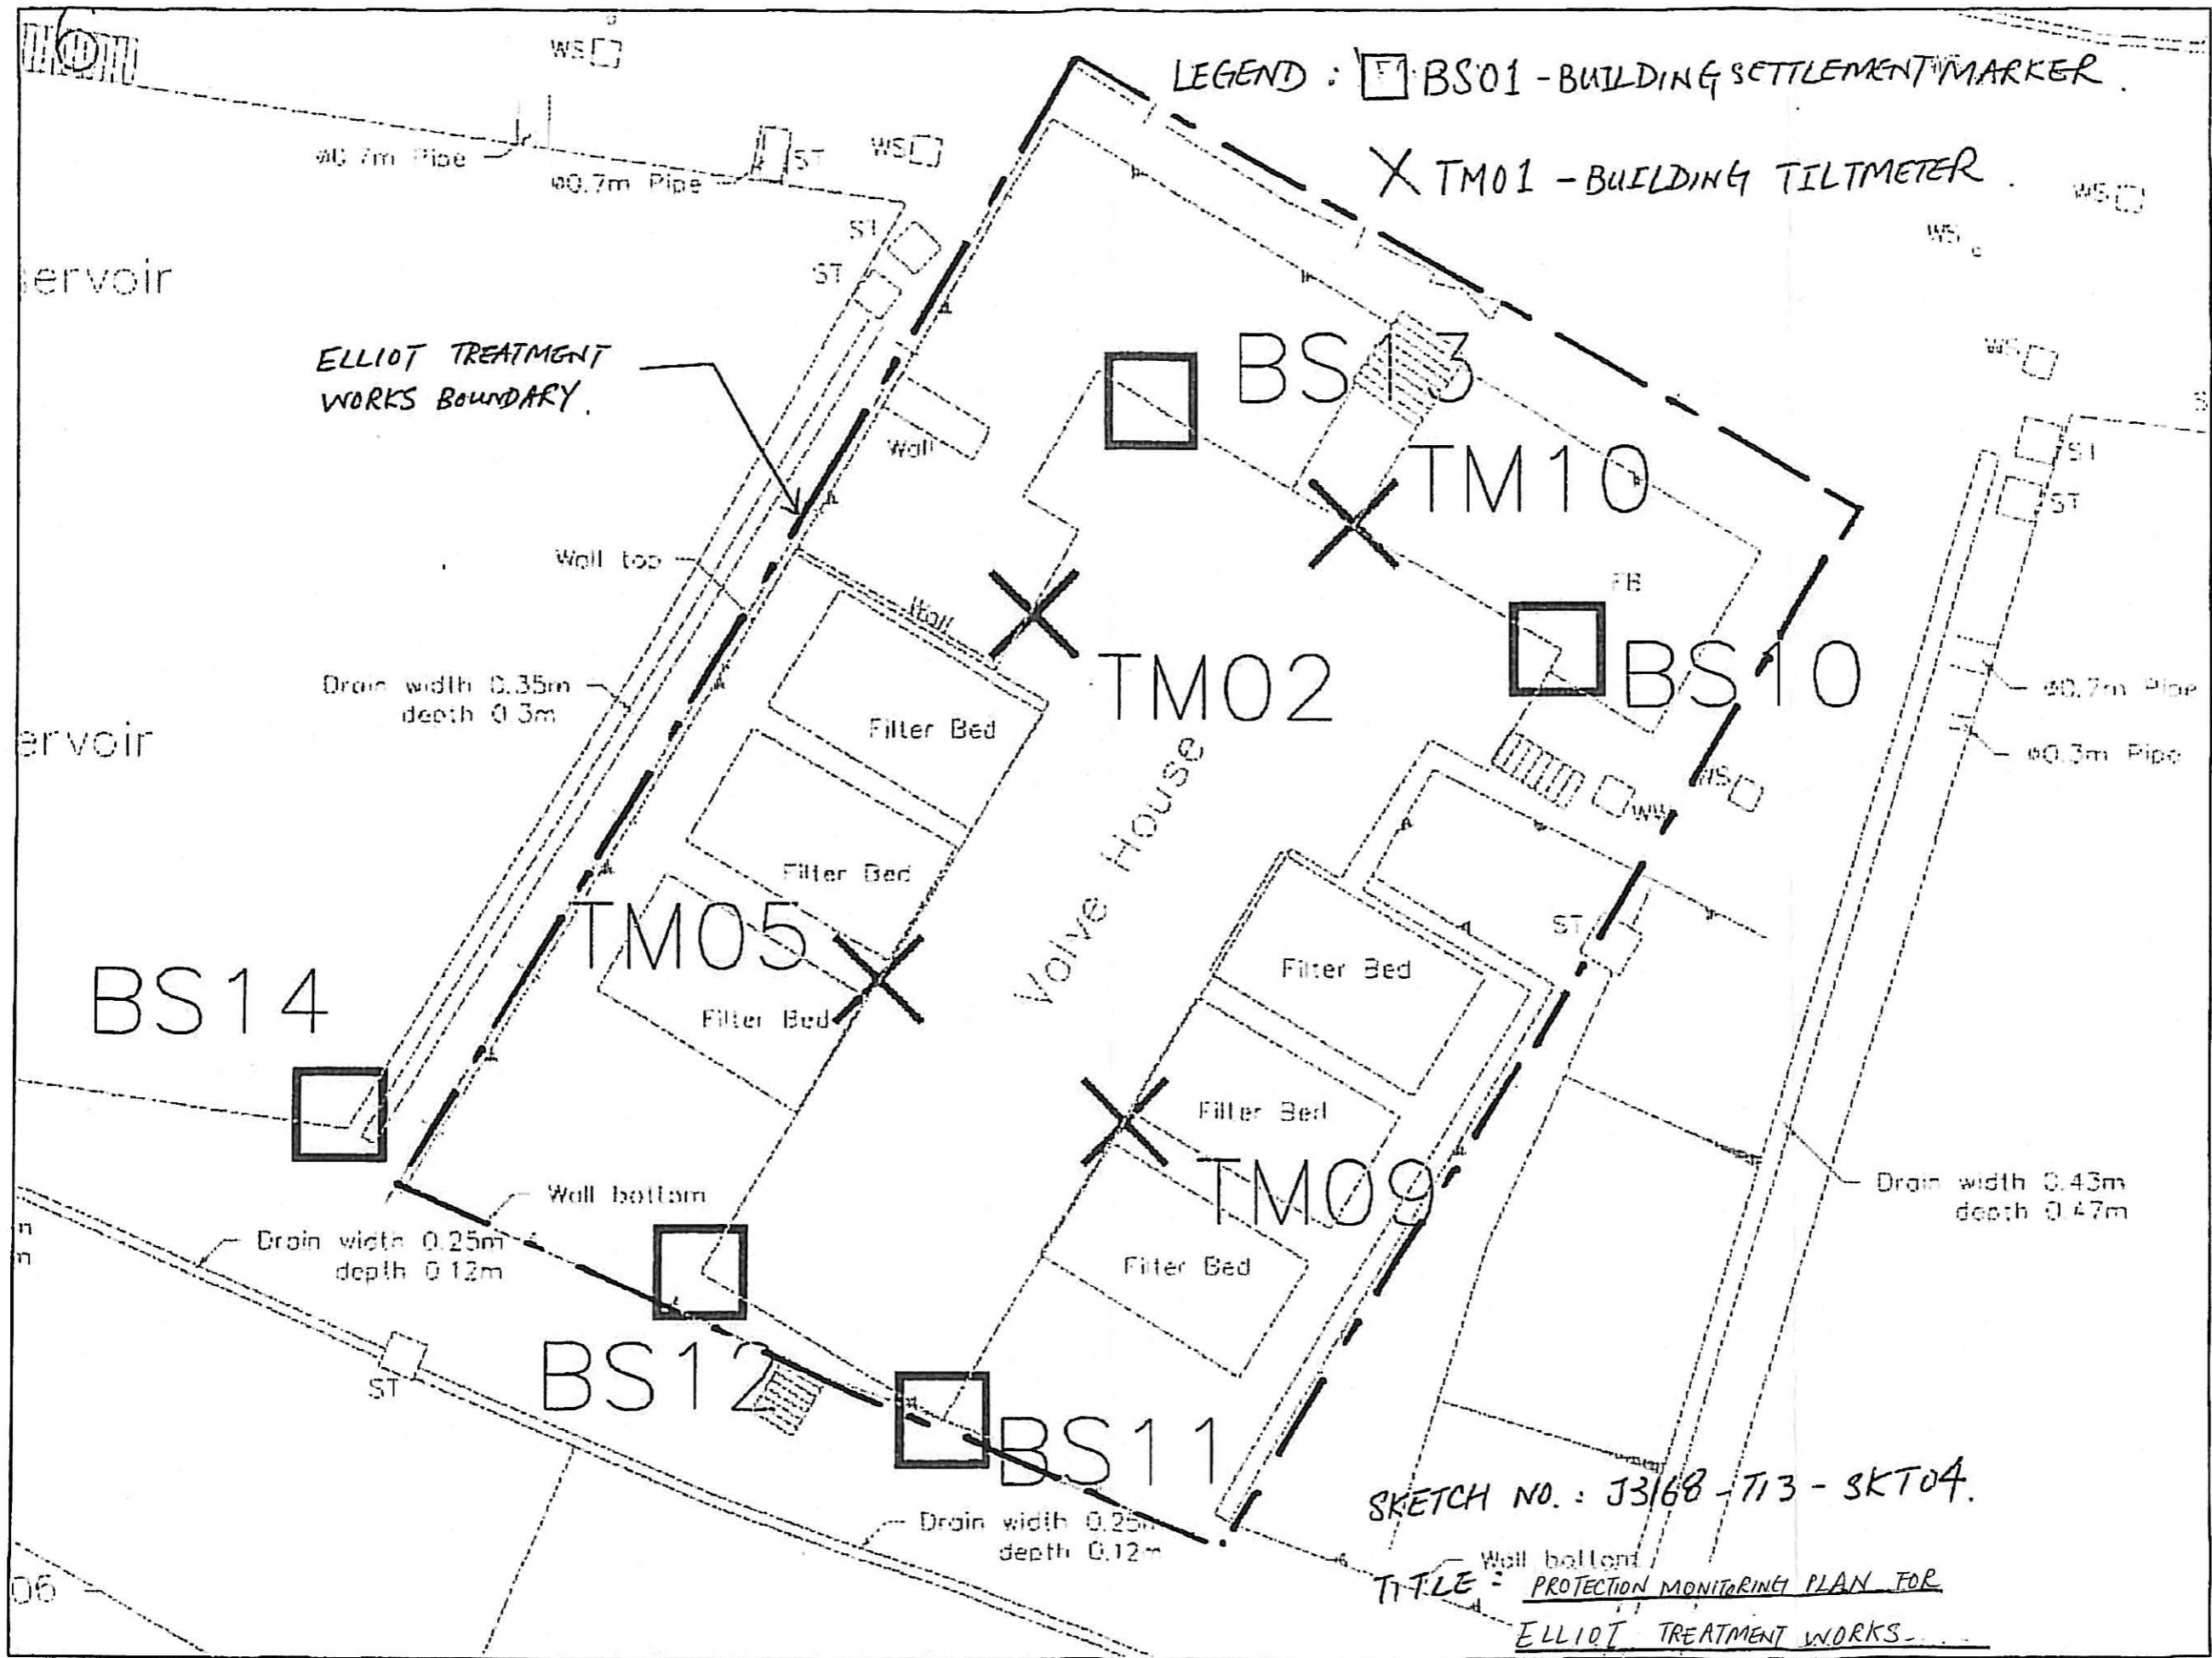 LEGEND : BS01 - BUILDING SETTLEMENT MARKER.
X TM01 - BUILDING TILTMETER.
WS
ø0.7m Pipe
ø0.7m Pipe
ST
WS
WS
WS
ST
ST
ervoir
ELLIOT TREATMENT
WORKS BOUNDARY.
BS13
WS
Wall
TM10
ST
ST
Wall top
Wall
FB
TM02
BS10
Drain width 0.35m
depth 0.3m
Filter Bed
ø0.7m Pipe
ervoir
ø0.3m Pipe
Valve House
WS
WW
Filter Bed
TM05
ST
Filter Bed
BS14
Filter Bed
Filter Bed
TM09
Wall bottom
Drain width 0.43m
depth 0.47m
Drain width 0.25m
depth 0.12m
Filter Bed
BS12
ST
BS11
SKETCH NO. : J3168-T13-SKT04.
Drain width 0.25m
depth 0.12m
Wall bottom
06
TITLE : PROTECTION MONITORING PLAN FOR
ELLIOT TREATMENT WORKS